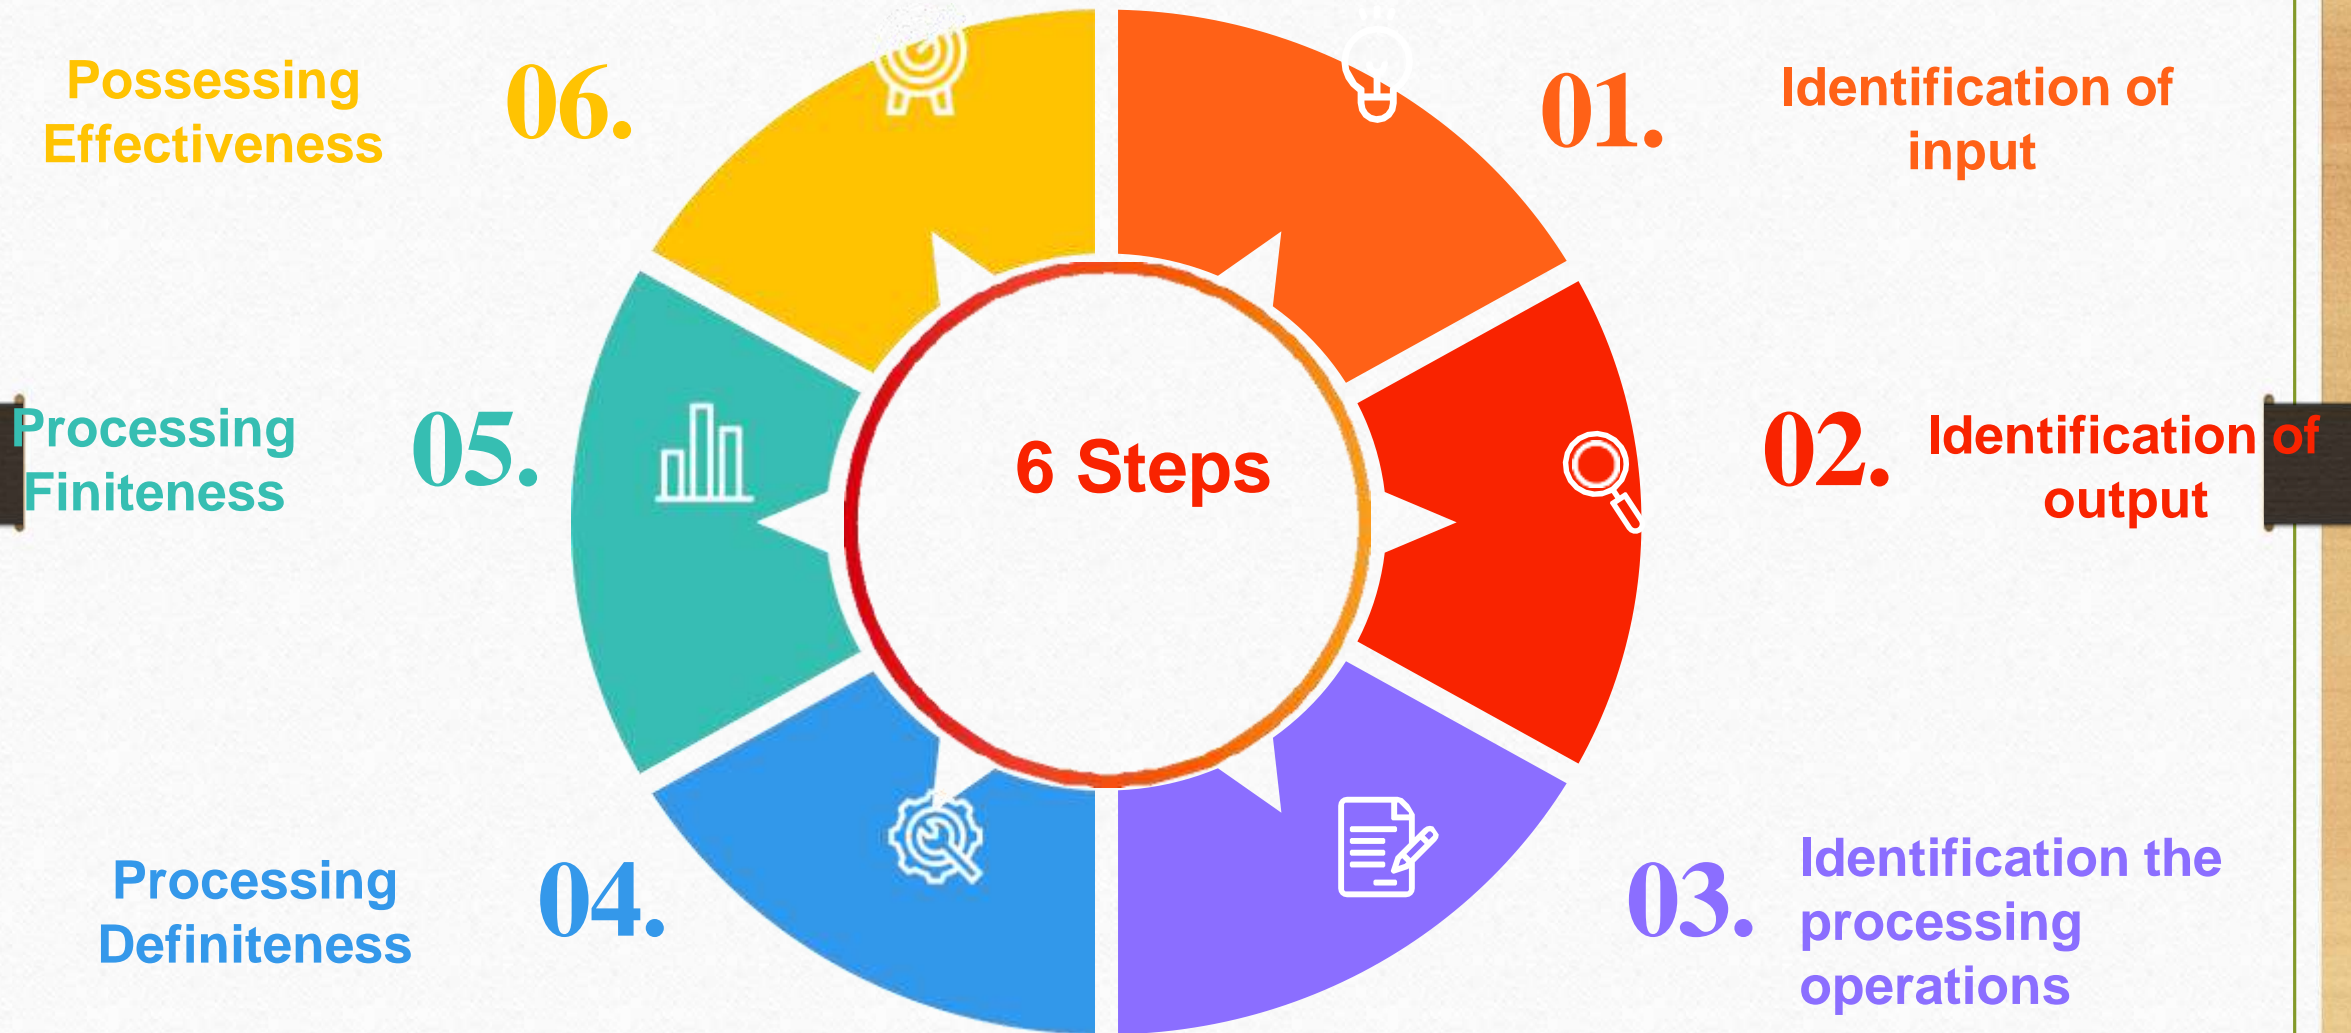 6 Steps
01.
Identification of
input
02.
Identification of
output
03.
Identification the
processing
operations
04.
Processing
Definiteness
05.
Processing
Finiteness
06.
Possessing
Effectiveness